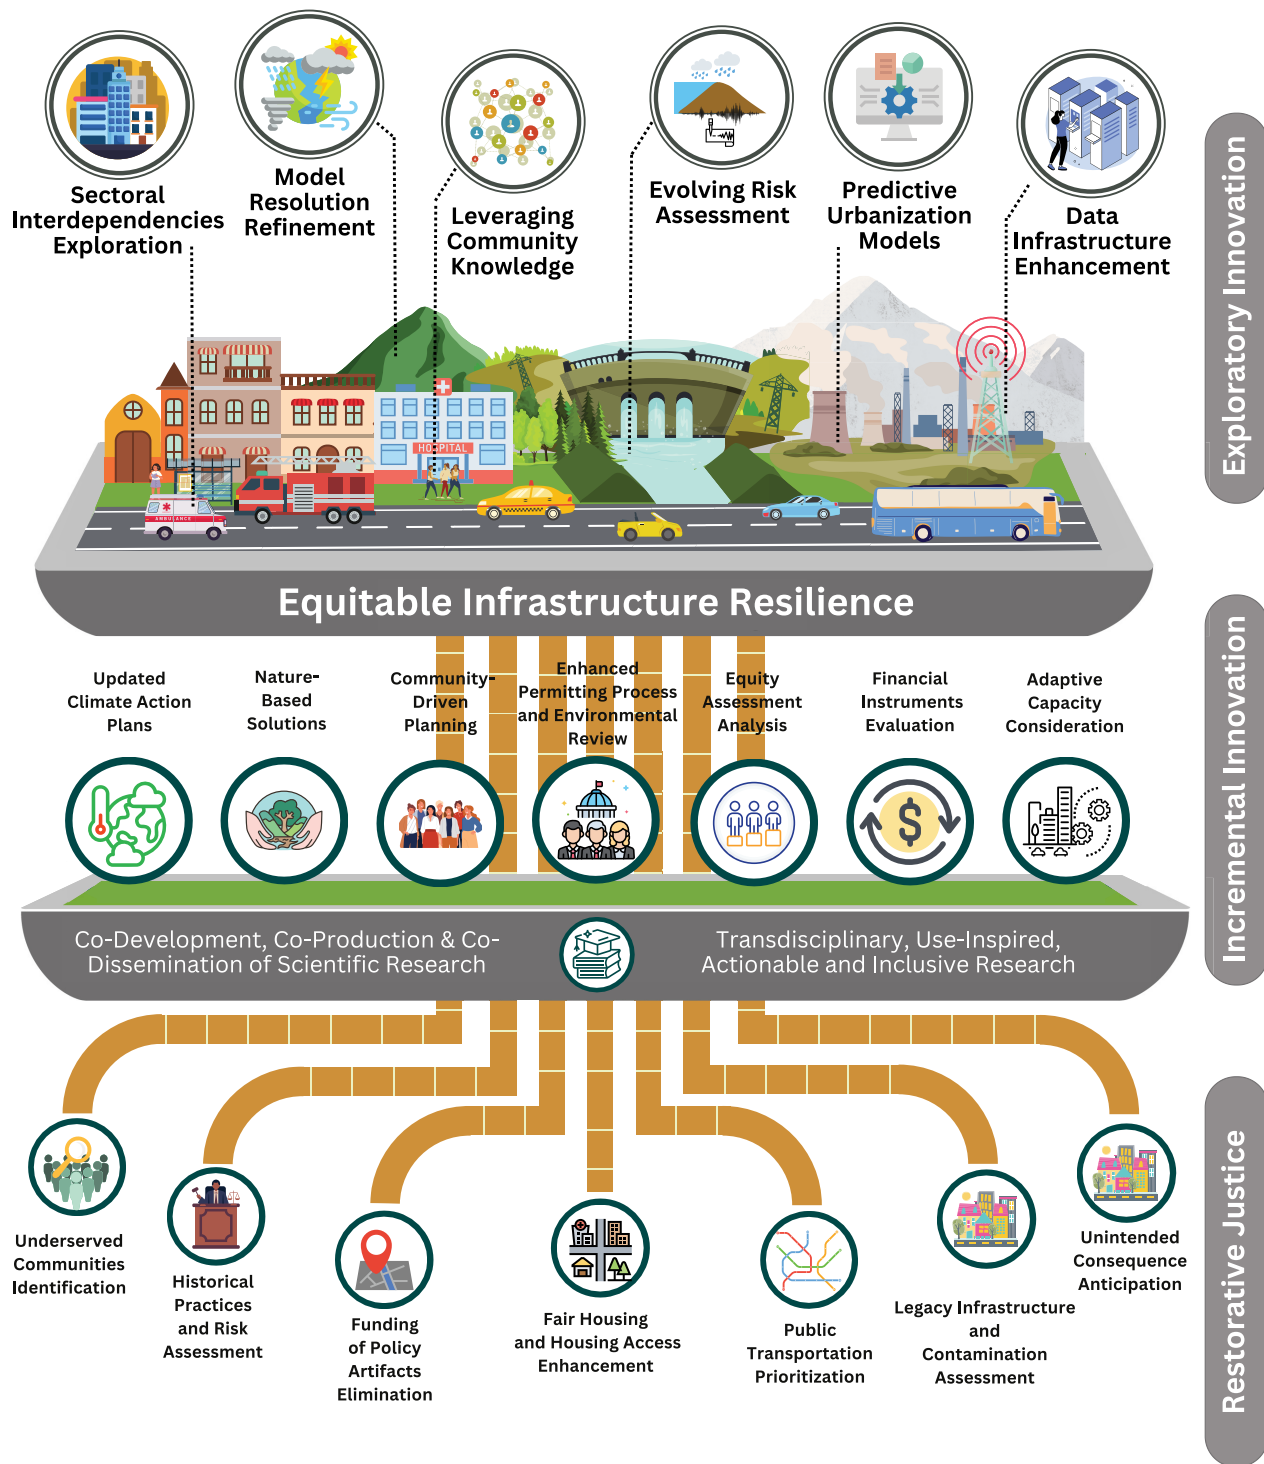 Sectoral
Interdependencies
Exploration
Model
Resolution
Refinement
Leveraging
Community
Knowledge
Evolving Risk
Assessment
Predictive
Urbanization
Models
Data
Infrastructure
Enhancement
Exploratory Innovation
HOSPITAL
AMBULANCE
Equitable Infrastructure Resilience
Updated
Climate Action
Plans
Nature-
Based
Solutions
Community-
Driven
Planning
Enhanced
Permitting Process
and Environmental
Review
Equity
Assessment
Analysis
Financial
Instruments
Evaluation
Adaptive
Capacity
Consideration
$
Incremental Innovation
Co-Development, Co-Production & Co-
Dissemination of Scientific Research
Transdisciplinary, Use-Inspired,
Actionable and Inclusive Research
Underserved
Communities
Identification
Historical
Practices
and Risk
Assessment
Funding
of Policy
Artifacts
Elimination
Fair Housing
and Housing Access
Enhancement
Public
Transportation
Prioritization
Legacy Infrastructure
and
Contamination
Assessment
Unintended
Consequence
Anticipation
Restorative Justice